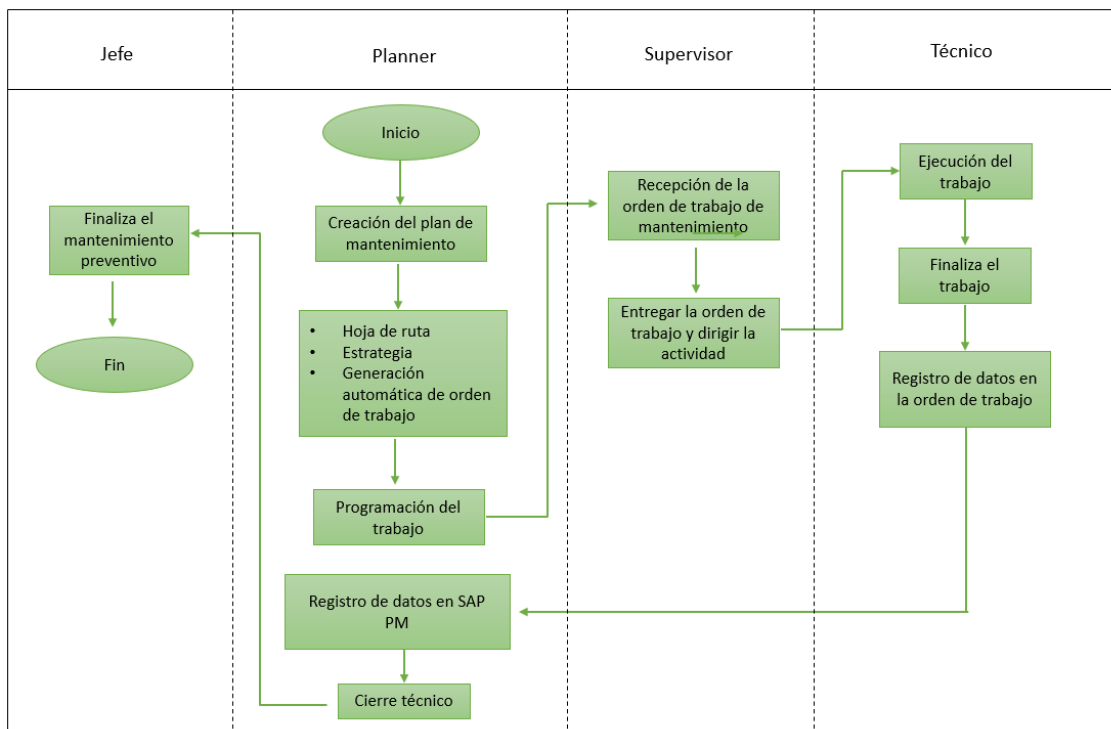 Jefe
Planner
Supervisor
Técnico
Inicio
Creación del plan de
mantenimiento
• Hoja de ruta
• Estrategia
• Generación
automática de orden
de trabajo
Programación del
trabajo
Recepción de la
orden de trabajo de
mantenimiento
Entregar la orden de
trabajo y dirigir la
actividad
Ejecución del
trabajo
Finaliza el
trabajo
Registro de datos en
la orden de trabajo
Registro de datos en SAP
PM
Cierre técnico
Finaliza el
mantenimiento
preventivo
Fin